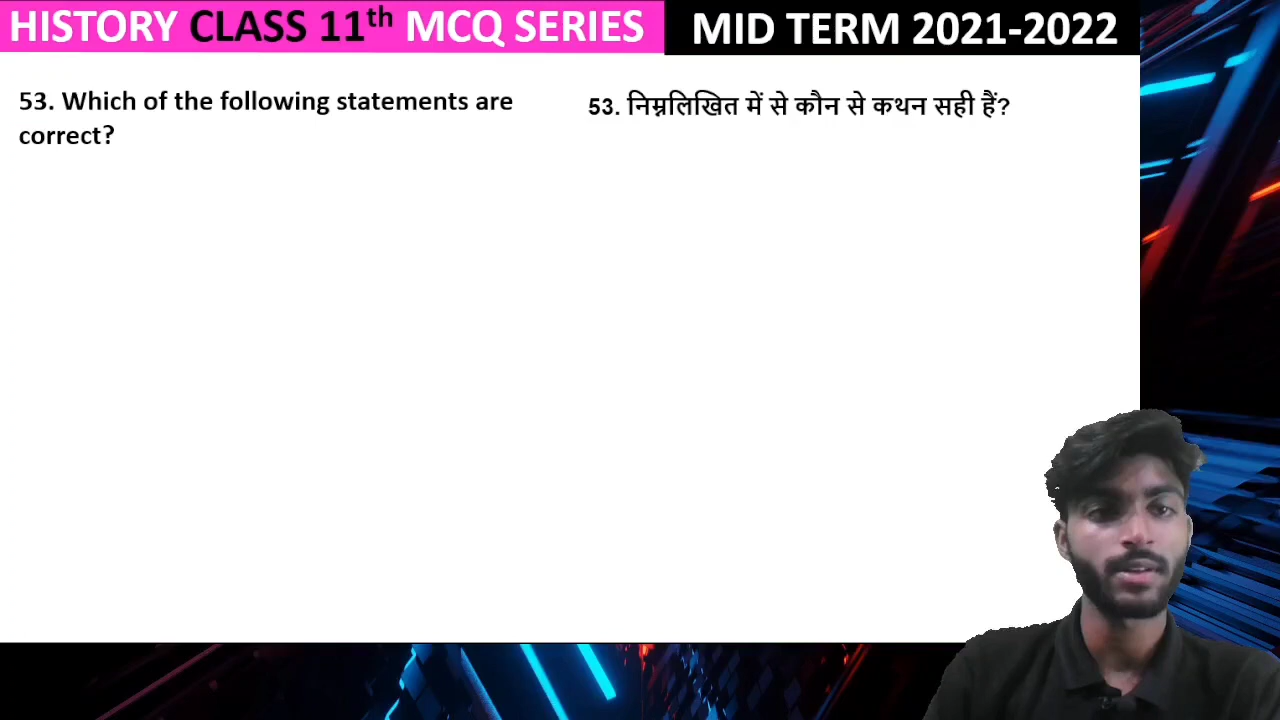 HISTORY CLASS 11th MCQ SERIES
MID TERM 2021-2022
53. Which of the following statements are
correct?
53. निम्नलिखित में से कौन से कथन सही हैं?